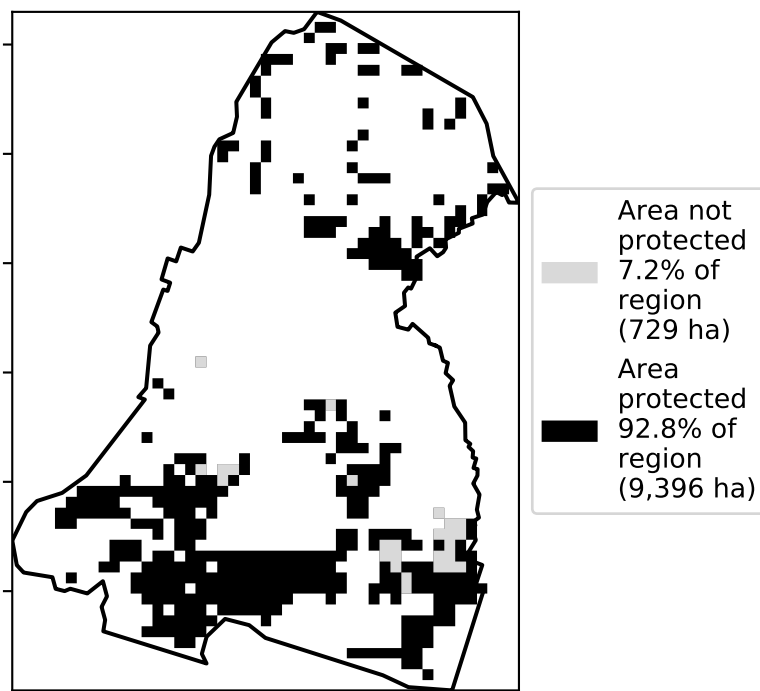 Area not
protected
7.2% of
region
(729 ha)
Area
protected
92.8% of
region
(9,396 ha)